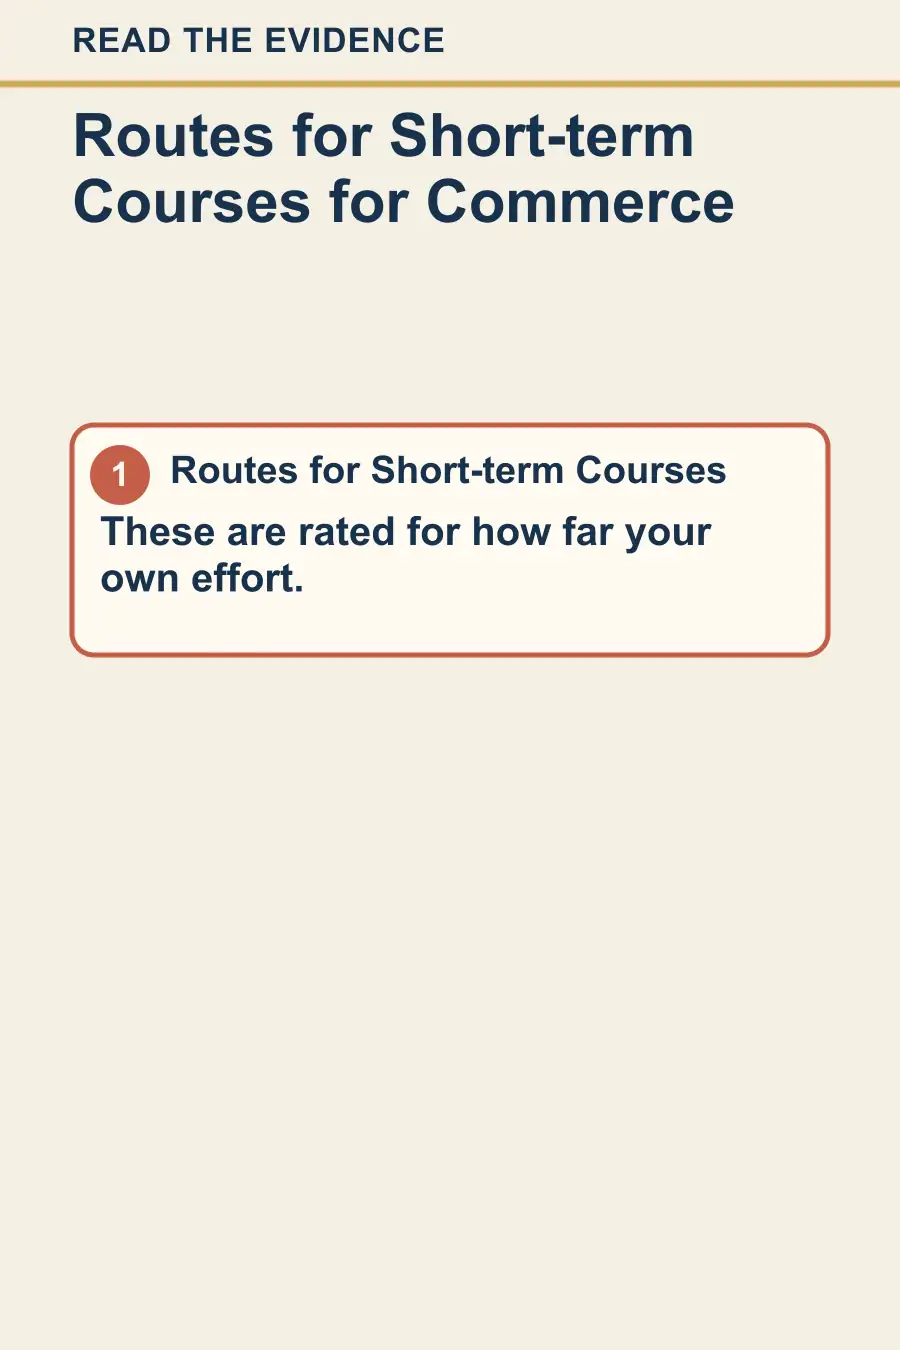 READ THE EVIDENCE
Routes for Short-term
Courses for Commerce
1 Routes for Short-term Courses
These are rated for how far your
own effort.